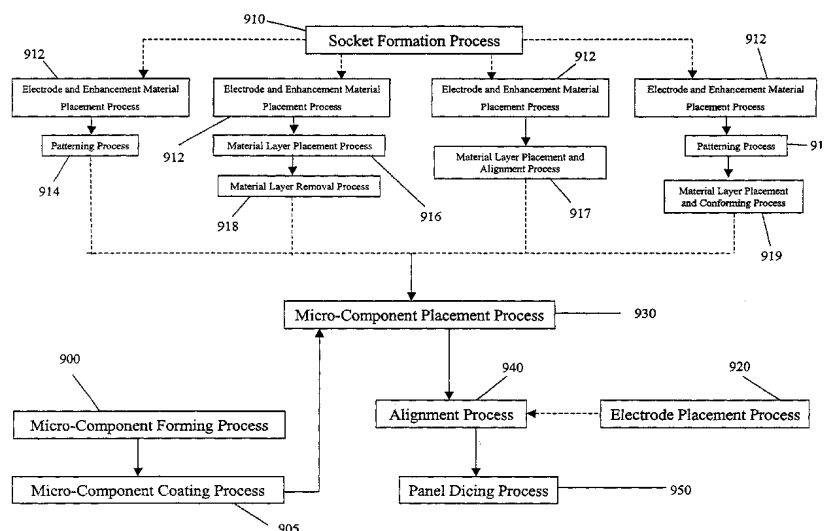 910
Socket Formation Process
912
912
912
Electrode and Enhancement Material
Placement Process
Electrode and Enhancement Material
Placement Process
Electrode and Enhancement Material
Placement Process
Electrode and Enhancement Material
Placement Process
Patterning Process
912
Material Layer Placement Process
Material Layer Placement and
Alignment Process
Patterning Process
91
914
Material Layer Removal Process
916
917
Material Layer Placement
and Conforming Process
918
919
Micro-Component Placement Process
930
900
940
920
Micro-Component Forming Process
Alignment Process
Electrode Placement Process
Micro-Component Coating Process
Panel Dicing Process
950
905